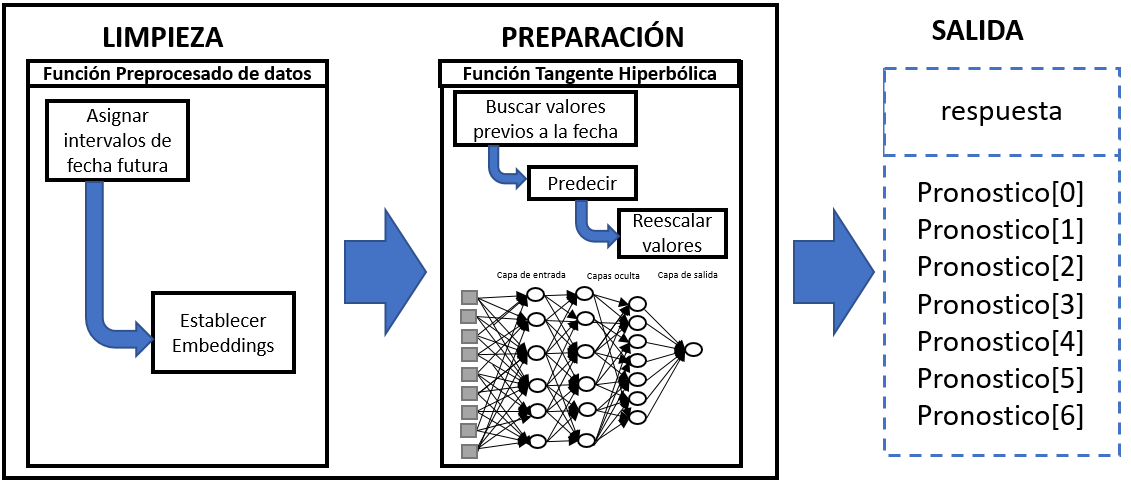 LIMPIEZA
Función Preprocesado de datos
Asignar
intervalos de
fecha futura
Establecer
Embeddings
PREPARACIÓN
Función Tangente Hiperbólica
Buscar valores
previos a la fecha
Predecir
Reescalar
valores
Capa de entrada
Capas oculta
Capa de salida
SALIDA
respuesta
Pronostico[0]
Pronostico[1]
Pronostico[2]
Pronostico[3]
Pronostico[4]
Pronostico[5]
Pronostico[6]